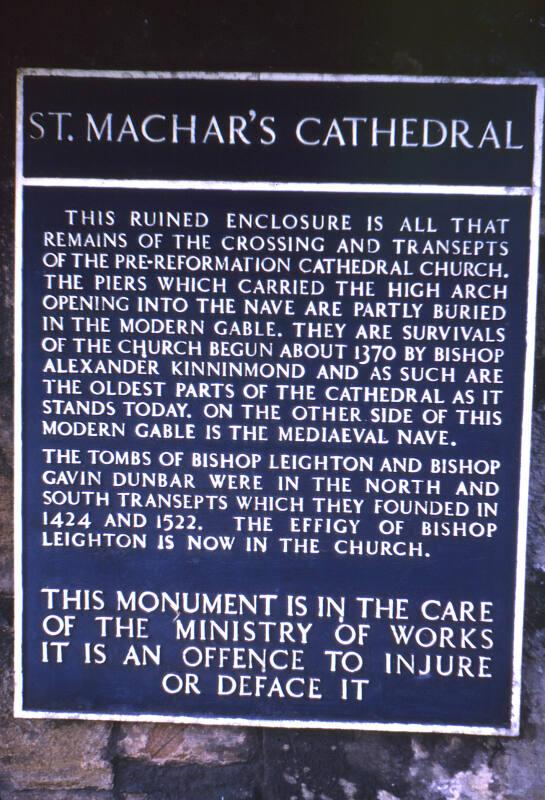 ST. MACHAR'S CATHEDRAL
THIS RUINED ENCLOSURE IS ALL THAT
REMAINS OF THE CROSSING AND TRANSEPTS
OF THE PRE-REFORMATION CATHEDRAL CHURCH.
THE PIERS WHICH CARRIED THE HIGH ARCH
OPENING INTO THE NAVE ARE PARTLY BURIED
IN THE MODERN GABLE. THEY ARE SURVIVALS
OF THE CHURCH BEGUN ABOUT 1370 BY BISHOP
ALEXANDER KINNINMOND AND AS SUCH ARE
THE OLDEST PARTS OF THE CATHEDRAL AS IT
STANDS TODAY. ON THE OTHER SIDE OF THIS
MODERN GABLE IS THE MEDIAEVAL NAVE.
THE TOMBS OF BISHOP LEIGHTON AND BISHOP
GAVIN DUNBAR WERE IN THE NORTH AND
SOUTH TRANSEPTS WHICH THEY FOUNDED IN
1424 AND 1522. THE EFFIGY OF BISHOP
LEIGHTON IS NOW IN THE CHURCH.
THIS MONUMENT IS IN THE CARE
OF THE MINISTRY OF WORKS
IT IS AN OFFENCE TO INJURE
OR DEFACE IT